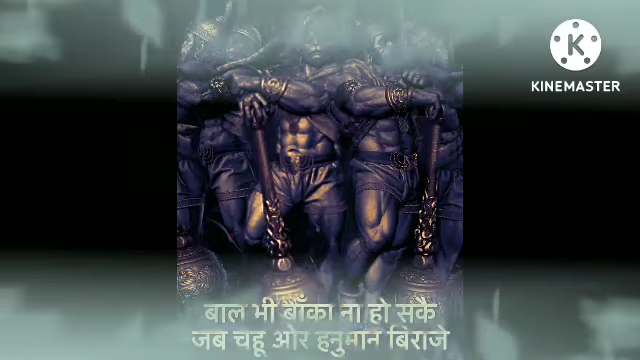 KINEMASTER
बाल भी बाँका ना हो सकै
जब चहू ओर हनुमान बिराजे